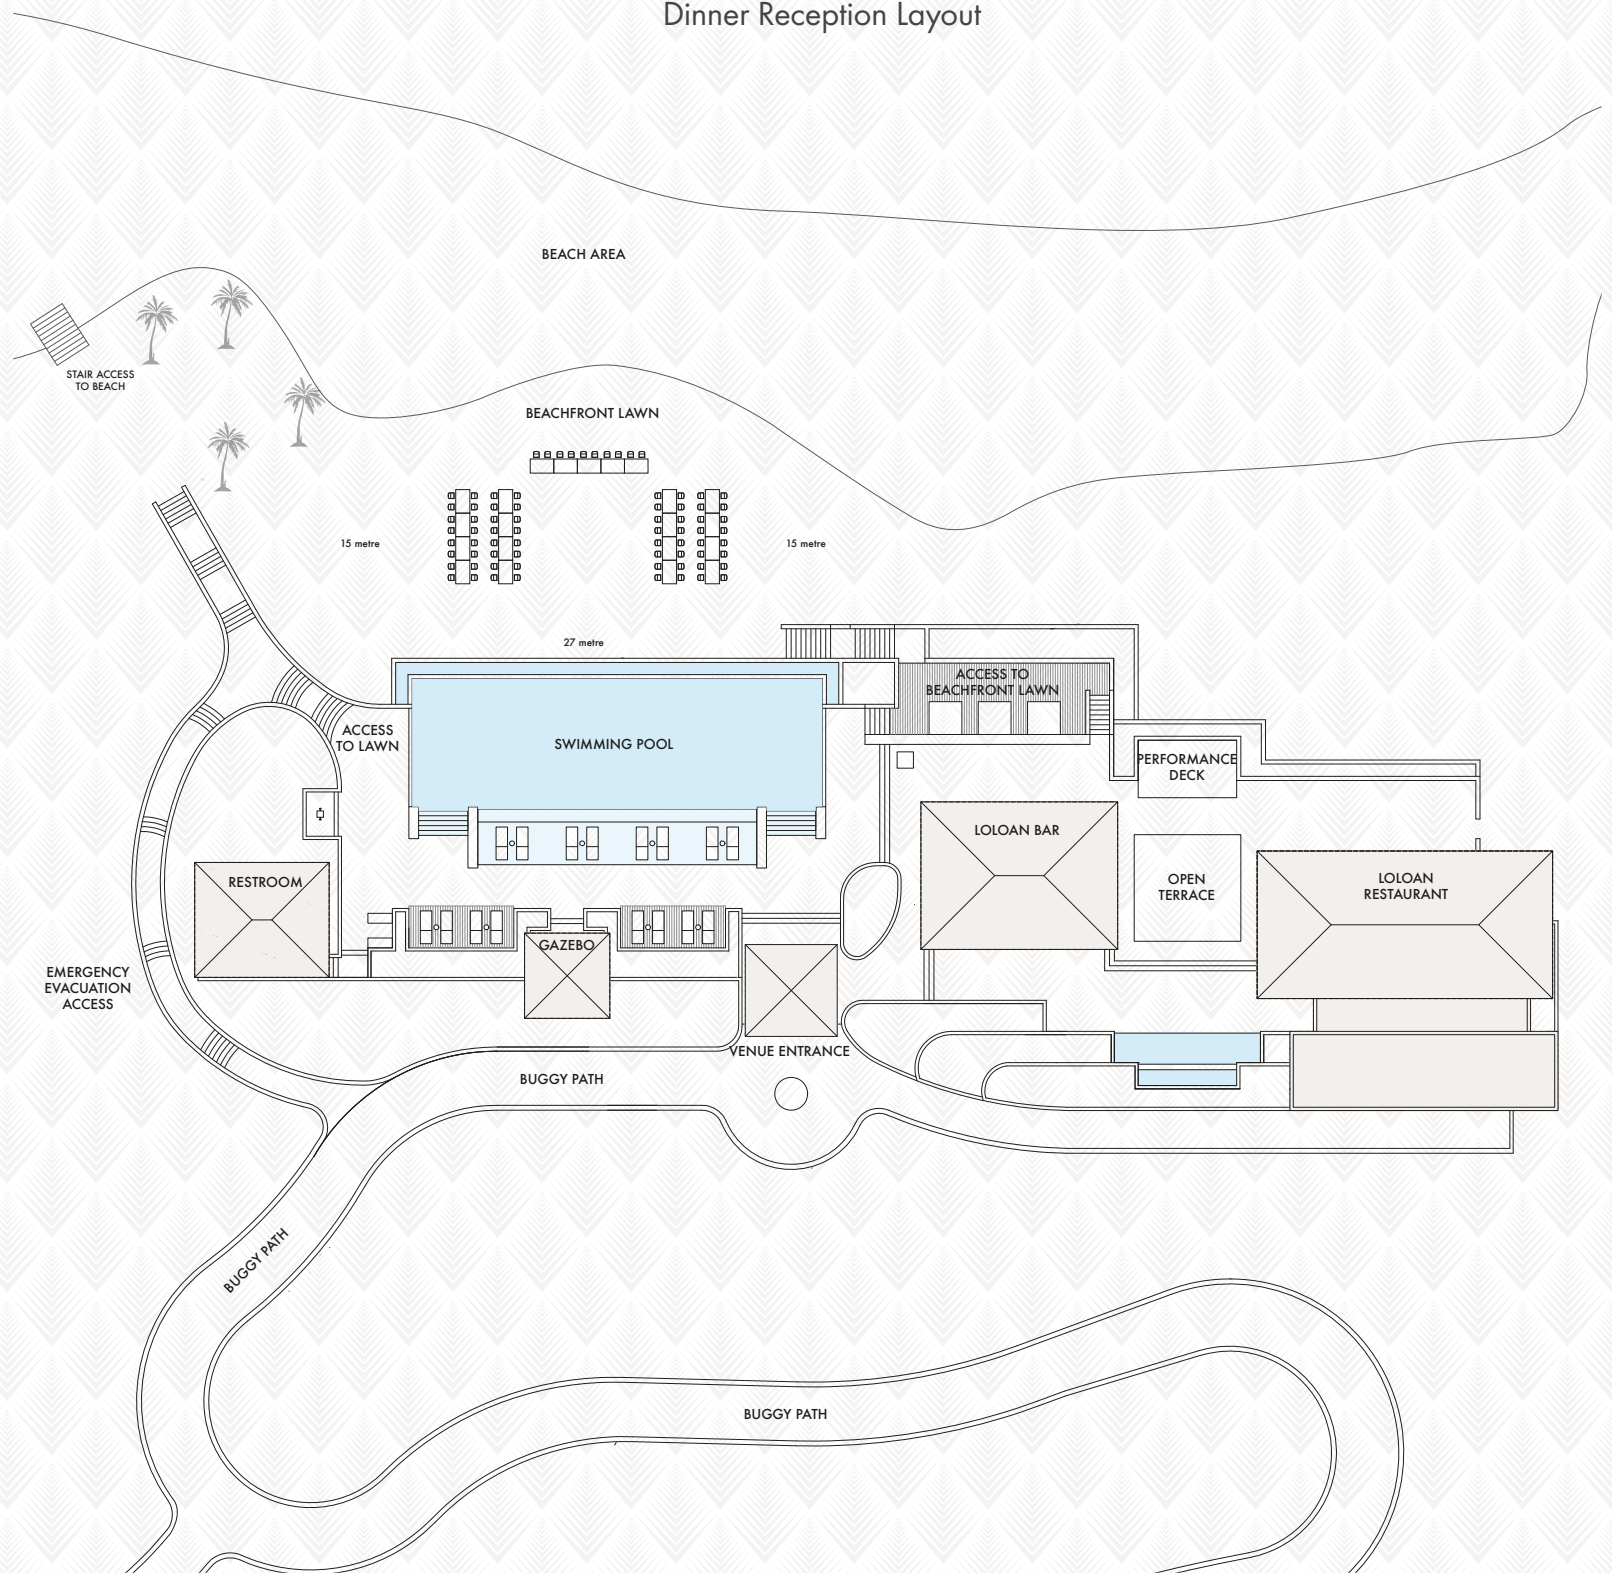 Dinner Reception Layout
BEACH AREA
STAIR ACCESS
TO BEACH
BEACHFRONT LAWN
15 metre
15 metre
27 metre
ACCESS TO
BEACHFRONT LAWN
ACCESS
TO LAWN
SWIMMING POOL
PERFORMANCE
DECK
LOLOAN BAR
RESTROOM
OPEN
TERRACE
LOLOAN
RESTAURANT
GAZEBO
EMERGENCY
EVACUATION
ACCESS
VENUE ENTRANCE
BUGGY PATH
BUGGY PATH
BUGGY PATH